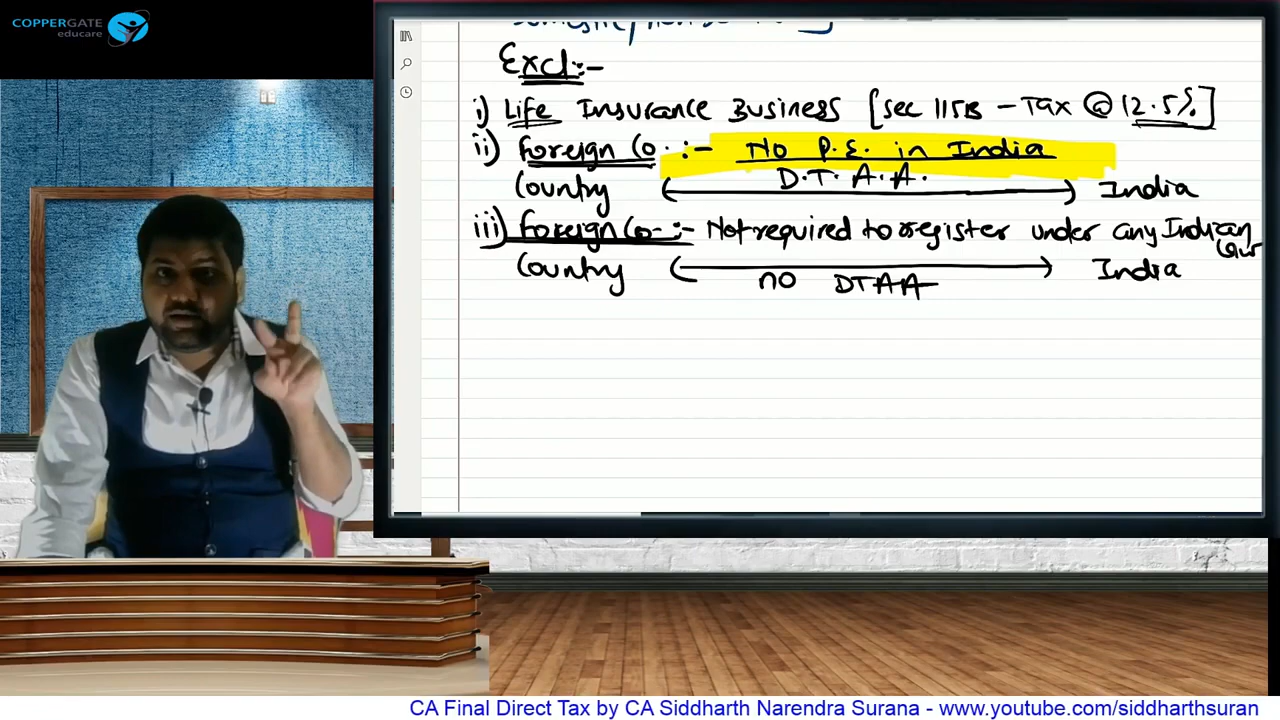 COPPERGATE
educare
Excl:-
i) Life Insurance Business [Sec 115B - Tax @ 12.5%]
ii) Foreign Co. :- No P.E. in India
Country D.T.A.A. India
iii) Foreign Co. :- Not required to register under any Indian
Country no DTAA India
CA Final Direct Tax by CA Siddharth Narendra Surana - www.youtube.com/siddharthsuran